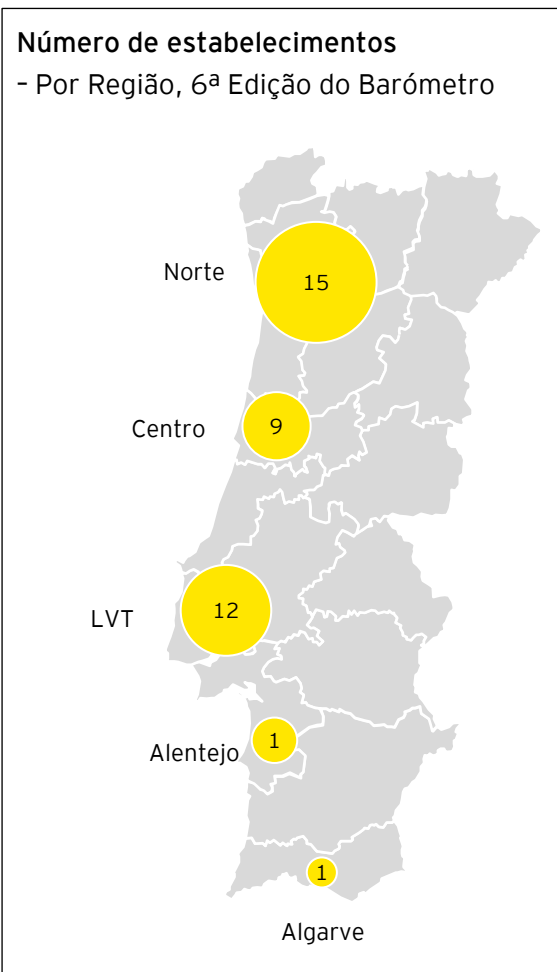 Número de estabelecimentos
– Por Região, 6ª Edição do Barómetro
Norte
15
Centro
9
LVT
12
Alentejo
1
1
Algarve